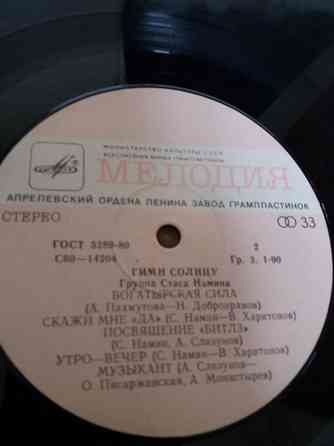 МИНИСТЕРСТВО КУЛЬТУРЫ СССР
ВСЕСОЮЗНАЯ ФИРМА ГРАМПЛАСТИНОК
МЕЛОДИЯ
АПРЕЛЕВСКИЙ ОРДЕНА ЛЕНИНА ЗАВОД ГРАМПЛАСТИНОК
СТЕРЕО 33
ГОСТ 5289-80 2
С60—14204 Гр. 3. 1-90
ГИМН СОЛНЦУ
Группа Стаса Намина
БОГАТЫРСКАЯ СИЛА
(А. Пахмутова—Н. Добронравов)
СКАЖИ МНЕ «ДА» (С. Намин—В. Харитонов)
ПОСВЯЩЕНИЕ «БИТЛЗ»
(С. Намин, А. Слизунов)
УТРО—ВЕЧЕР (С. Намин—В. Харитонов)
МУЗЫКАНТ (А. Слизунов—
О. Писаржевская, А. Монастырев)